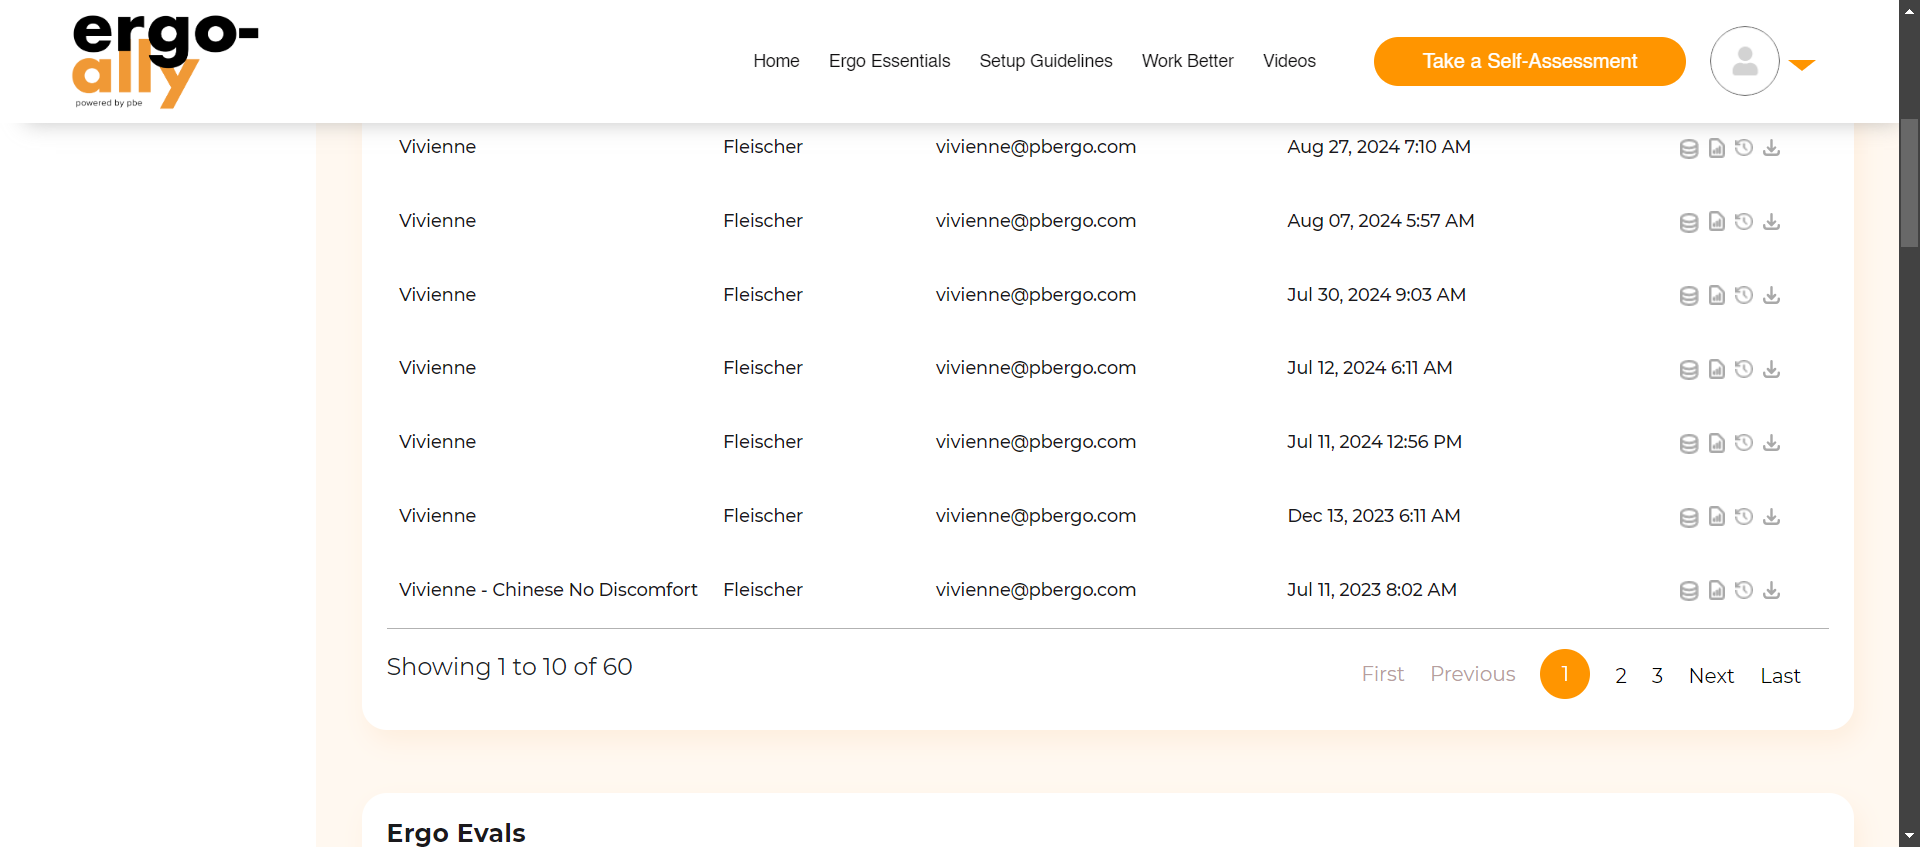 ergo-
ally
powered by pbe
Home Ergo Essentials Setup Guidelines Work Better Videos Take a Self-Assessment
Vivienne Fleischer vivienne@pbergo.com Aug 27, 2024 7:10 AM
Vivienne Fleischer vivienne@pbergo.com Aug 07, 2024 5:57 AM
Vivienne Fleischer vivienne@pbergo.com Jul 30, 2024 9:03 AM
Vivienne Fleischer vivienne@pbergo.com Jul 12, 2024 6:11 AM
Vivienne Fleischer vivienne@pbergo.com Jul 11, 2024 12:56 PM
Vivienne Fleischer vivienne@pbergo.com Dec 13, 2023 6:11 AM
Vivienne - Chinese No Discomfort Fleischer vivienne@pbergo.com Jul 11, 2023 8:02 AM
Showing 1 to 10 of 60 First Previous 1 2 3 Next Last
Ergo Evals